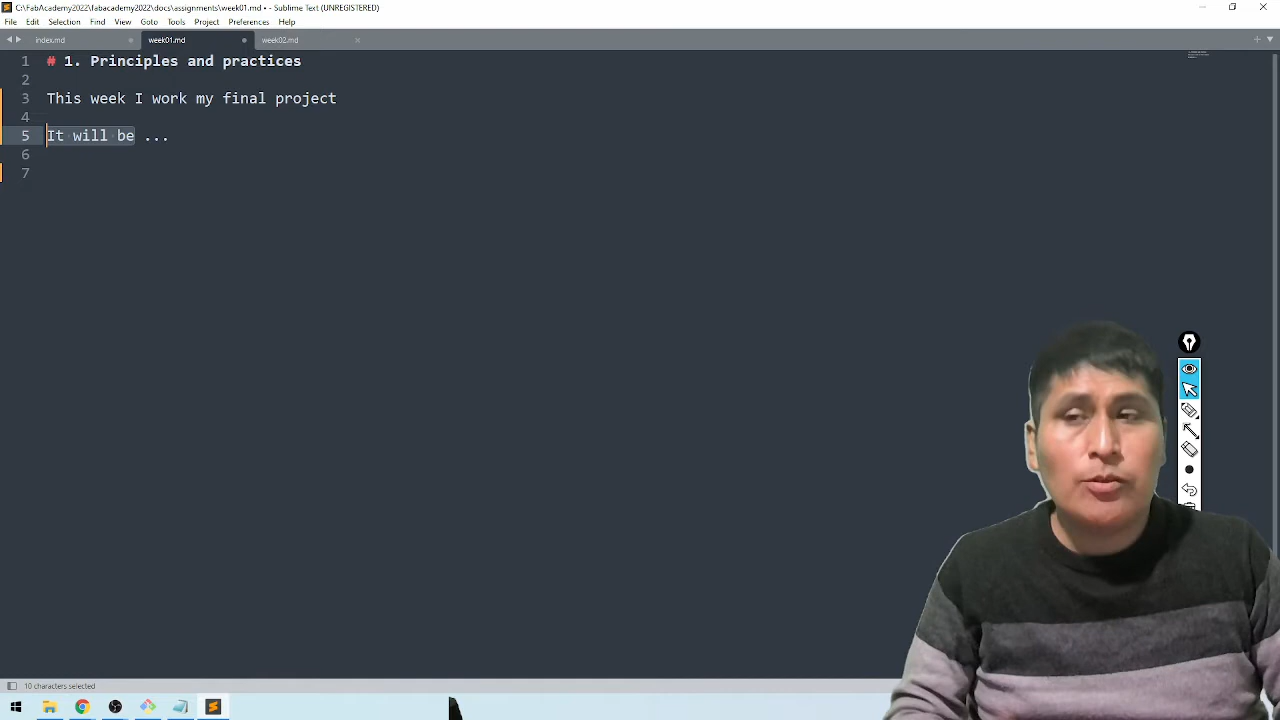 C:\FabAcademy2022\fabacademy2022\docs\assignments\week01.md • - Sublime Text (UNREGISTERED)
File Edit Selection Find View Goto Tools Project Preferences Help
index.md week01.md week02.md
1 # 1. Principles and practices
2
3 This week I work my final project
4
5 It will be ...
6
7
10 characters selected